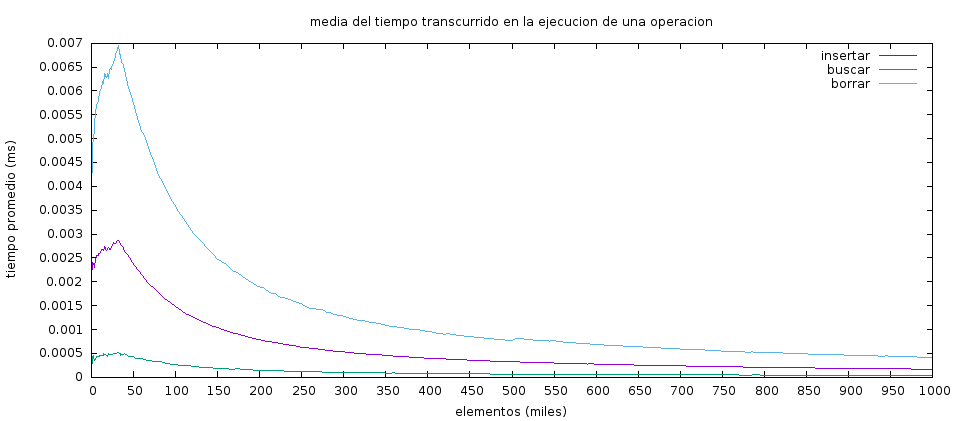 media del tiempo transcurrido en la ejecucion de una operacion
insertar
buscar
borrar
tiempo promedio (ms)
0.007
0.0065
0.006
0.0055
0.005
0.0045
0.004
0.0035
0.003
0.0025
0.002
0.0015
0.001
0.0005
0
0 50 100 150 200 250 300 350 400 450 500 550 600 650 700 750 800 850 900 950 1000
elementos (miles)